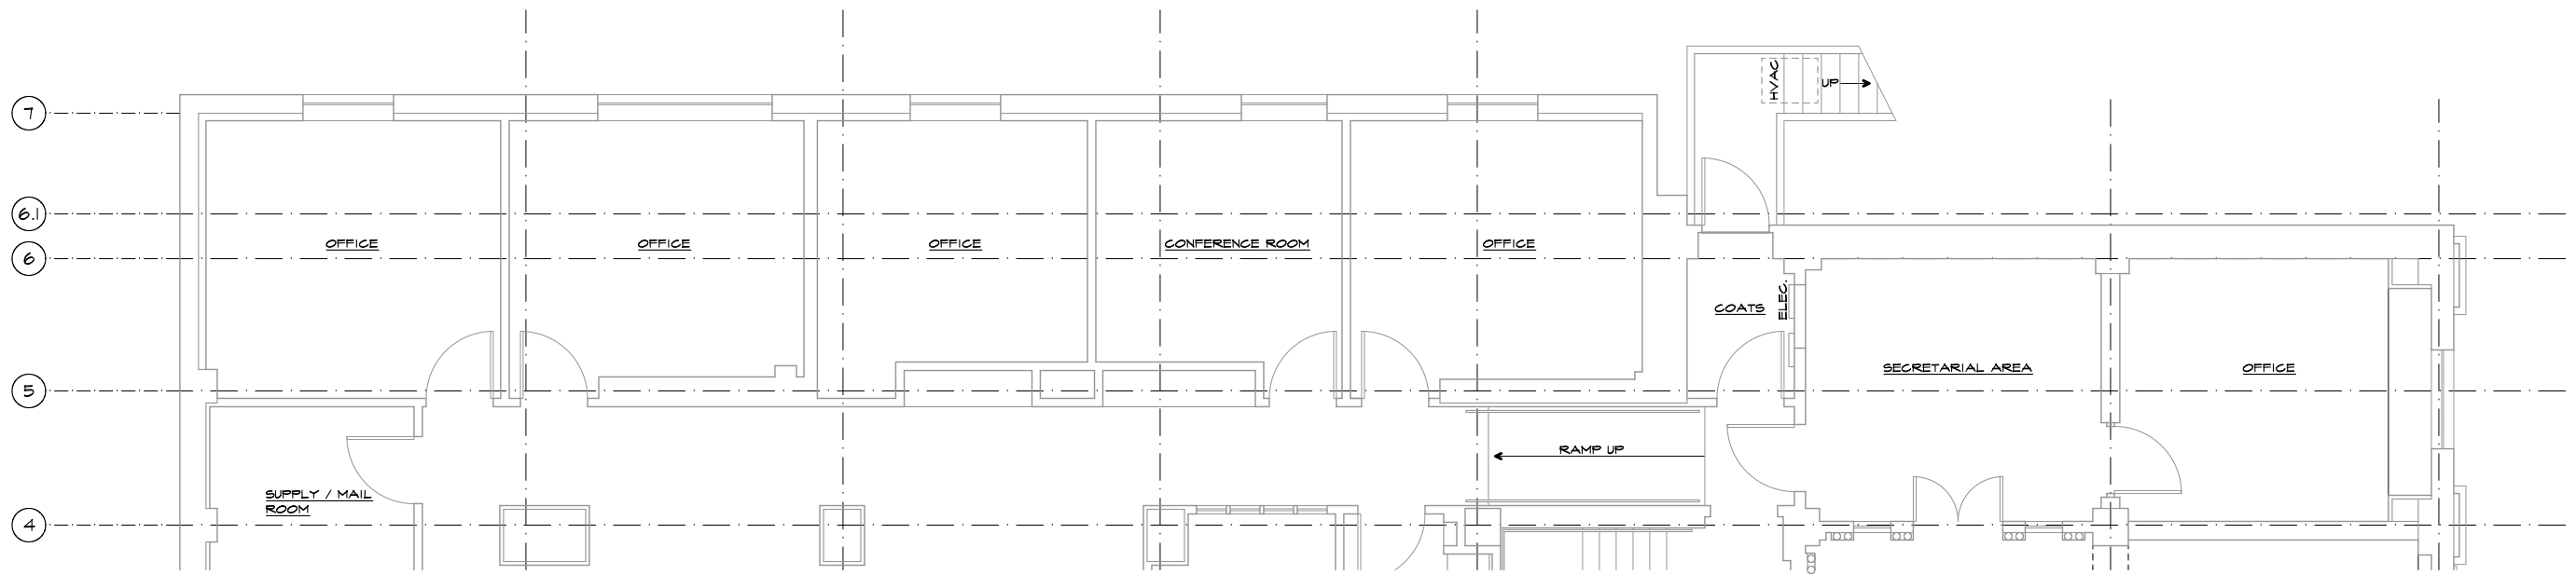 HVAC
UP
7
6.1
OFFICE
OFFICE
OFFICE
CONFERENCE ROOM
OFFICE
6
COATS
ELEC.
SECRETARIAL AREA
OFFICE
5
RAMP UP
SUPPLY / MAIL
ROOM
4